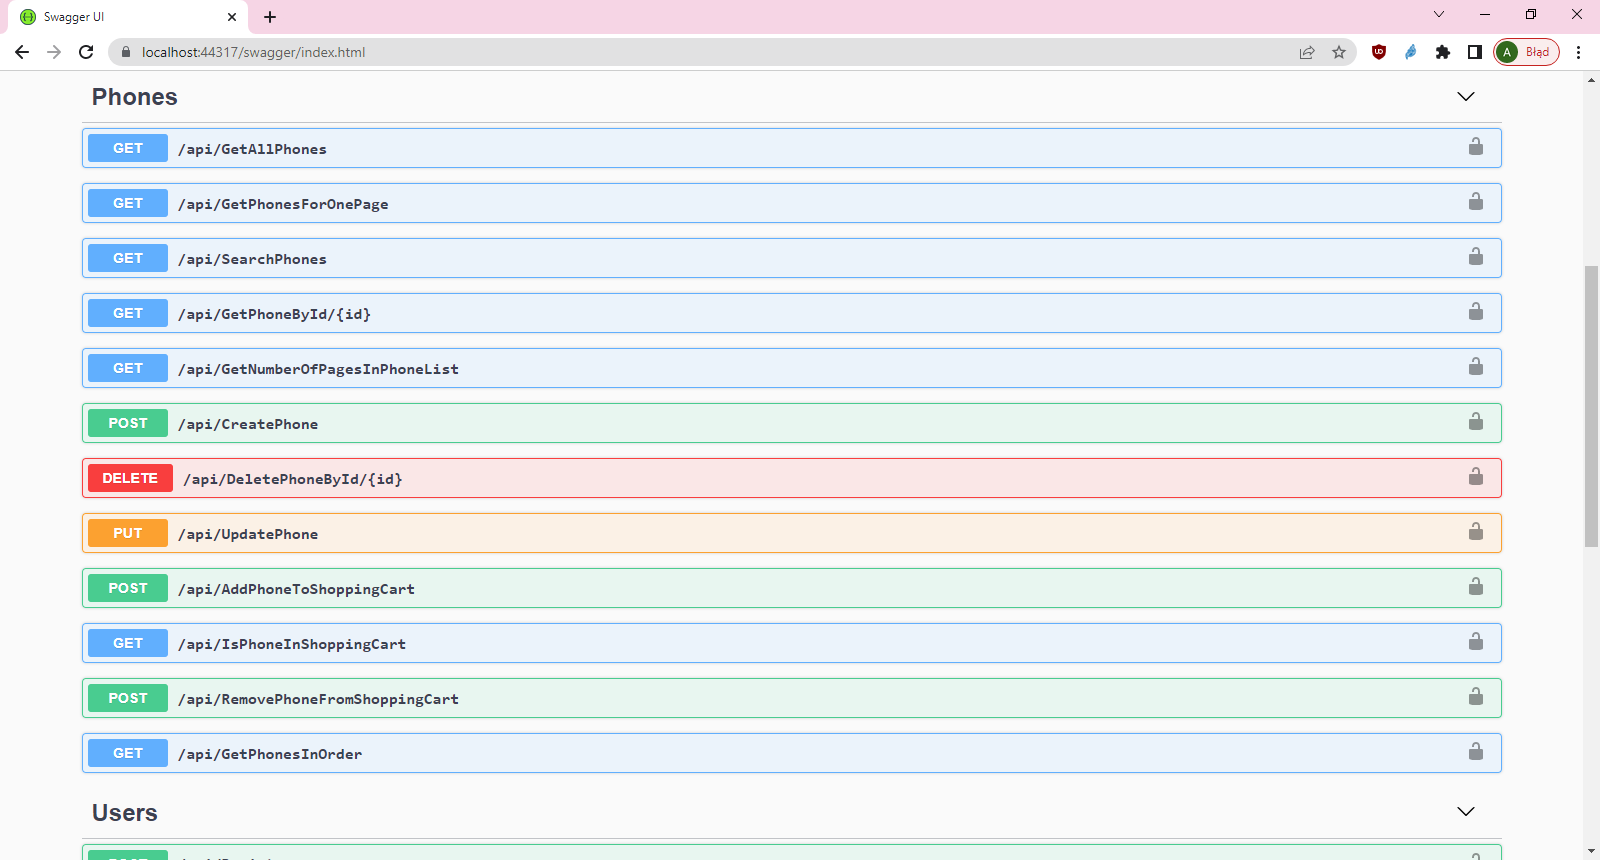 Swagger UI
localhost:44317/swagger/index.html
A Błąd
Phones
GET /api/GetAllPhones
GET /api/GetPhonesForOnePage
GET /api/SearchPhones
GET /api/GetPhoneById/{id}
GET /api/GetNumberOfPagesInPhoneList
POST /api/CreatePhone
DELETE /api/DeletePhoneById/{id}
PUT /api/UpdatePhone
POST /api/AddPhoneToShoppingCart
GET /api/IsPhoneInShoppingCart
POST /api/RemovePhoneFromShoppingCart
GET /api/GetPhonesInOrder
Users